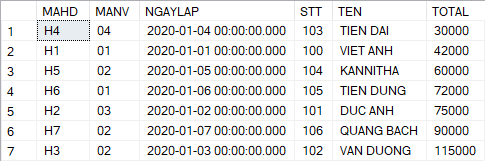 MAHD MANV NGAYLAP STT TEN TOTAL
1 H4 04 2020-01-04 00:00:00.000 103 TIEN DAI 30000
2 H1 01 2020-01-01 00:00:00.000 100 VIET ANH 42000
3 H5 02 2020-01-05 00:00:00.000 104 KANNITHA 60000
4 H6 01 2020-01-06 00:00:00.000 105 TIEN DUNG 72000
5 H2 03 2020-01-02 00:00:00.000 101 DUC ANH 75000
6 H7 02 2020-01-07 00:00:00.000 106 QUANG BACH 90000
7 H3 02 2020-01-03 00:00:00.000 102 VAN DUONG 115000